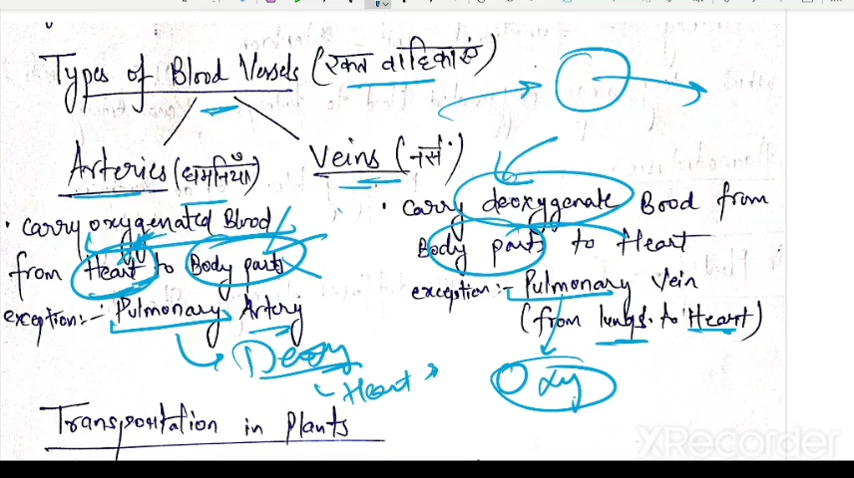 Types of Blood Vessels (रक्त वाहिकाएं)
Arteries (धमनियां)
Veins (नसें)
• carry oxygenated Blood
from Heart to Body parts
exception:- Pulmonary Artery
Deoxy
Heart
• carry deoxygenate Bood from
Body parts to Heart
exception:- Pulmonary Vein
(from lungs to Heart)
Oxy
Transportation in Plants
XRecorder